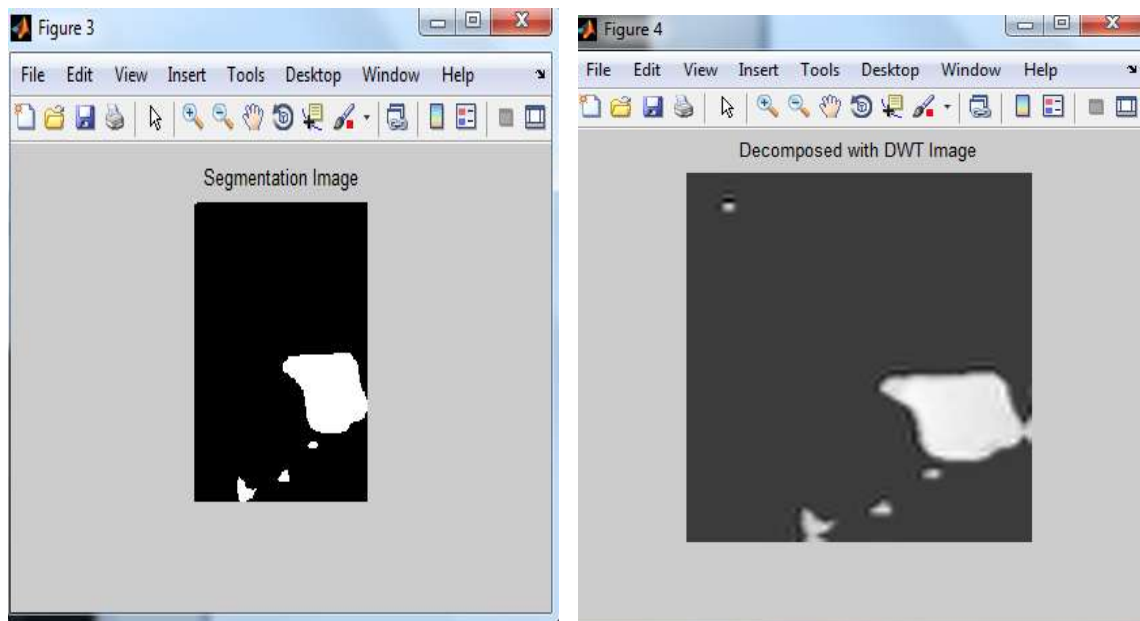 Figure 3
File Edit View Insert Tools Desktop Window Help
Segmentation Image
Figure 4
File Edit View Insert Tools Desktop Window Help
Decomposed with DWT Image